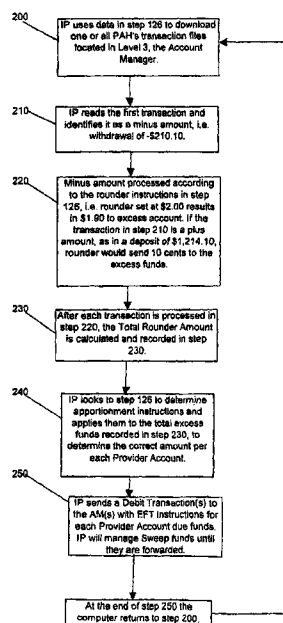 200
IP uses data in step 126 to download
one or all PAH's transaction files
located in Level 3, the Account
Manager.
210
IP reads the first transaction and
identifies it as a minus amount, i.e.
withdrawal of -$210.10.
220
Minus amount processed according
to the rounder instructions in step
126, i.e. rounder set at $2.00 results
in $1.90 to excess account. If the
transaction in step 210 is a plus
amount, as in a deposit of $1,214.10,
rounder would send 10 cents to the
excess funds.
230
After each transaction is processed in
step 220, the Total Rounder Amount
is calculated and recorded in step
230.
240
IP looks to step 126 to determine
apportionment instructions and
applies them to the total excess
funds recorded in step 230, to
determine the correct amount per
each Provider Account.
250
IP sends a Debit Transaction(s) to
the AM(s) with EFT instructions for
each Provider Account due funds.
IP will manage Sweep funds until
they are forwarded.
At the end of step 250 the
computer returns to step 200.